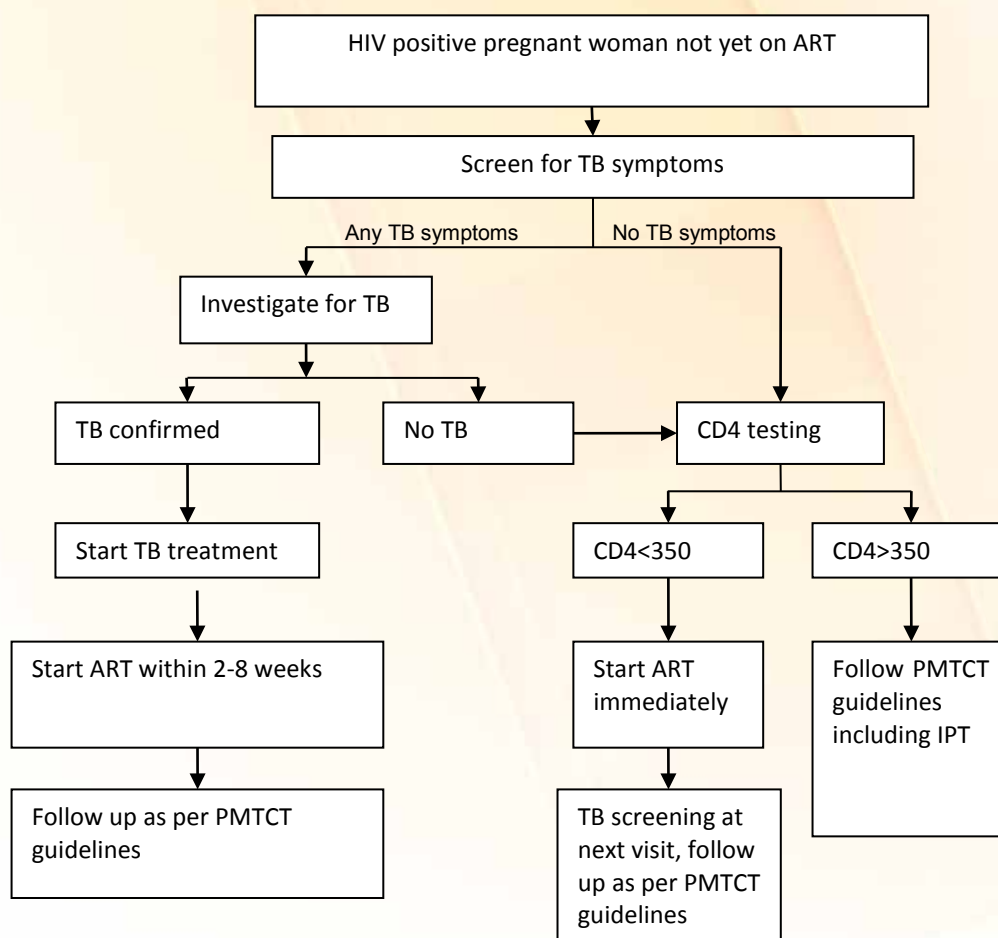 HIV positive pregnant woman not yet on ART
Screen for TB symptoms
Any TB symptoms
No TB symptoms
Investigate for TB
TB confirmed
No TB
CD4 testing
Start TB treatment
CD4<350
CD4>350
Start ART within 2-8 weeks
Start ART
immediately
Follow PMTCT
guidelines
including IPT
Follow up as per PMTCT
guidelines
TB screening at
next visit, follow
up as per PMTCT
guidelines